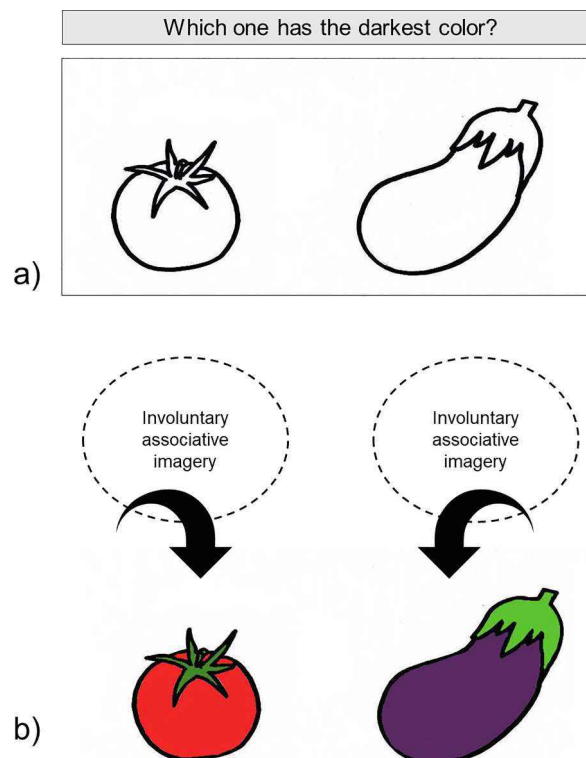 Which one has the darkest color?
a)
Involuntary
associative
imagery
Involuntary
associative
imagery
b)